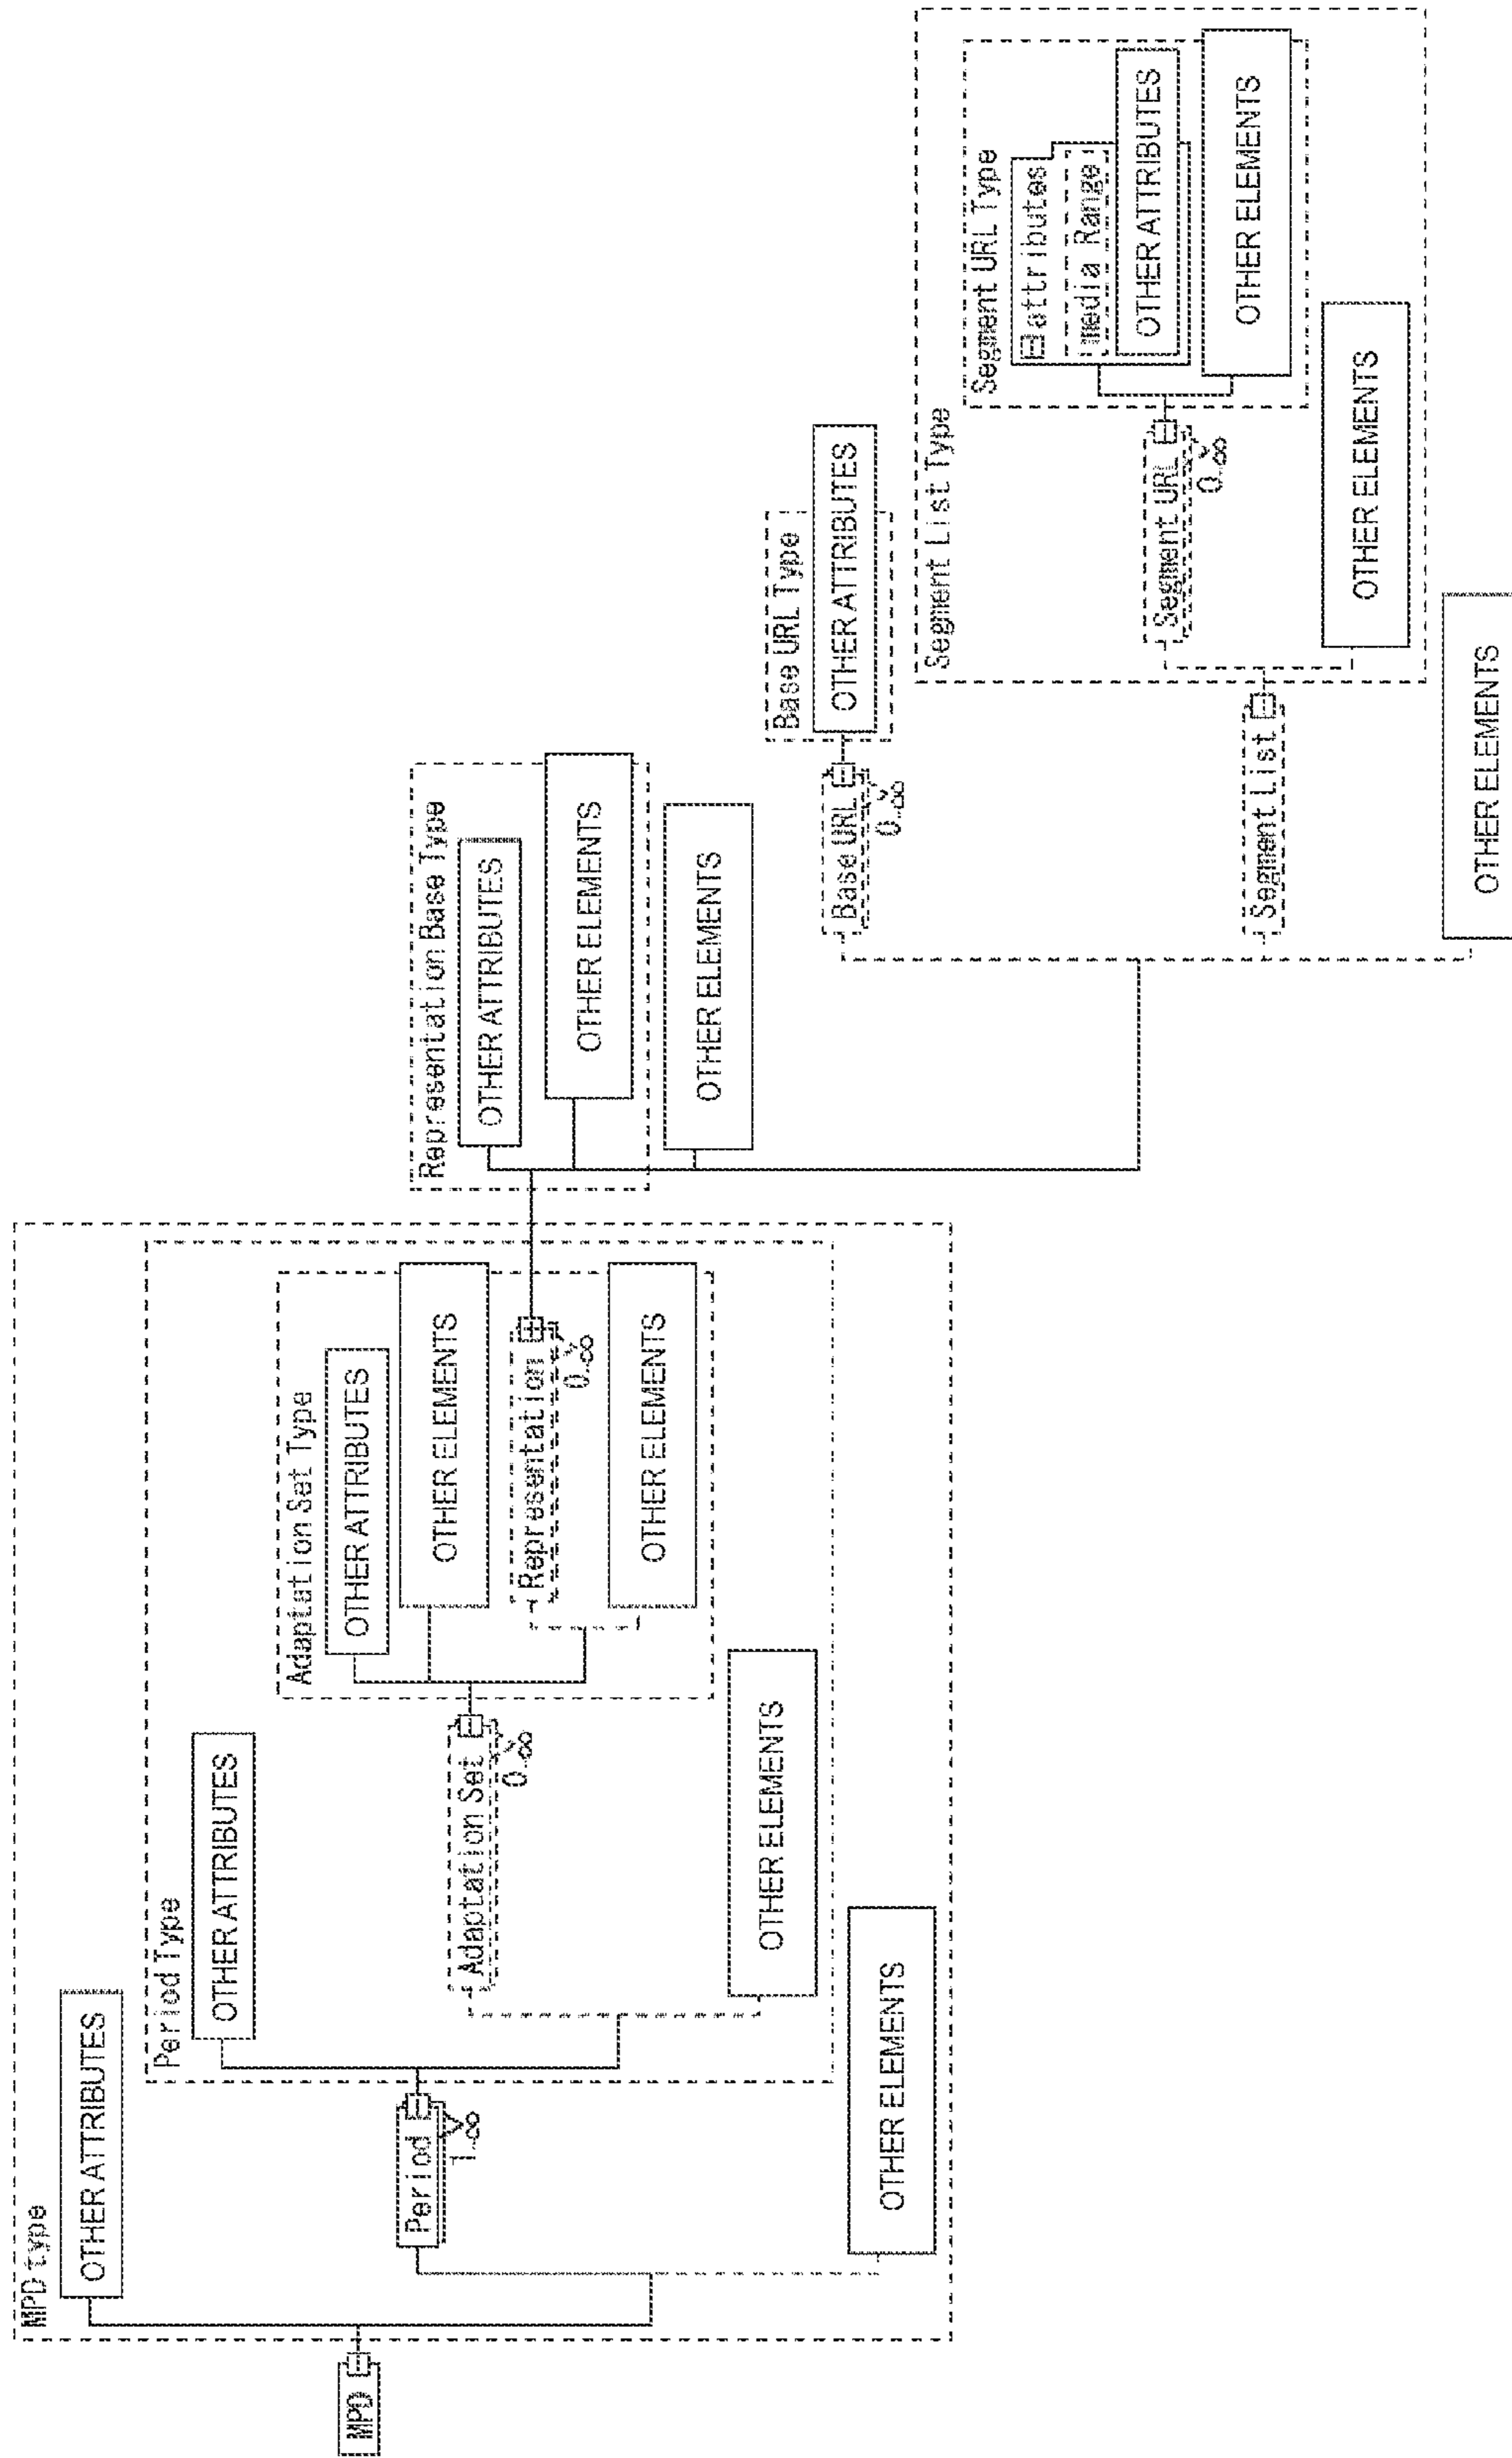 MPD
MPD type
OTHER ATTRIBUTES
Period
1..∞
OTHER ELEMENTS
Period Type
OTHER ATTRIBUTES
Adaptation Set
0..∞
OTHER ELEMENTS
Adaptation Set Type
OTHER ATTRIBUTES
OTHER ELEMENTS
Representation
0..∞
OTHER ELEMENTS
Representation Base Type
OTHER ATTRIBUTES
OTHER ELEMENTS
OTHER ELEMENTS
Base URL
0..∞
Base URL Type
OTHER ATTRIBUTES
Segment List
Segment List Type
Segment URL
0..∞
Segment URL Type
attributes
media Range
OTHER ATTRIBUTES
OTHER ELEMENTS
OTHER ELEMENTS
OTHER ELEMENTS